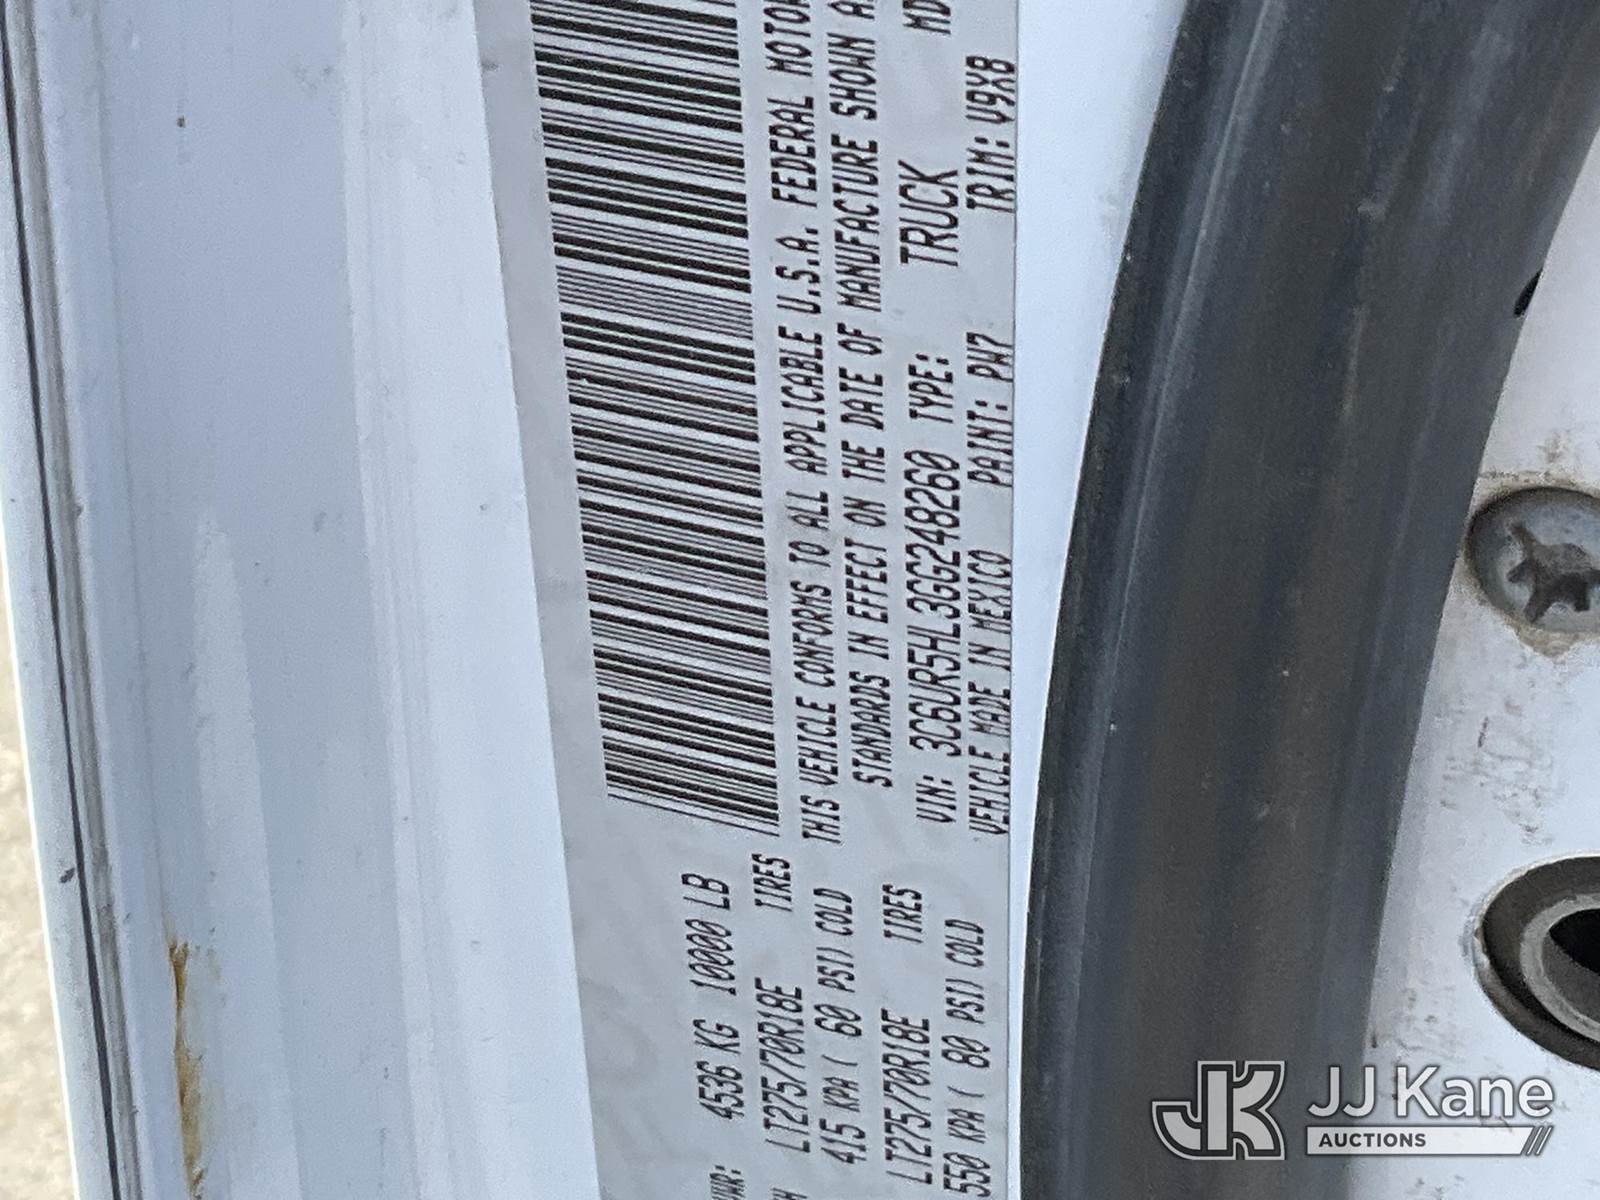 4536 KG 10000 LB
LT275/70R18E TIRES
415 KPA ( 60 PSI) COLD
LT275/70R18E TIRES
550 KPA ( 80 PSI) COLD
THIS VEHICLE CONFORMS TO ALL APPLICABLE U.S.A. FEDERAL MOTOR
STANDARDS IN EFFECT ON THE DATE OF MANUFACTURE SHOWN A
VIN: 3C6UR5HL3GG248260 TYPE: TRUCK
VEHICLE MADE IN MEXICO PAINT: PW7 TRIM: V9X8 MD
JK JJ Kane
AUCTIONS